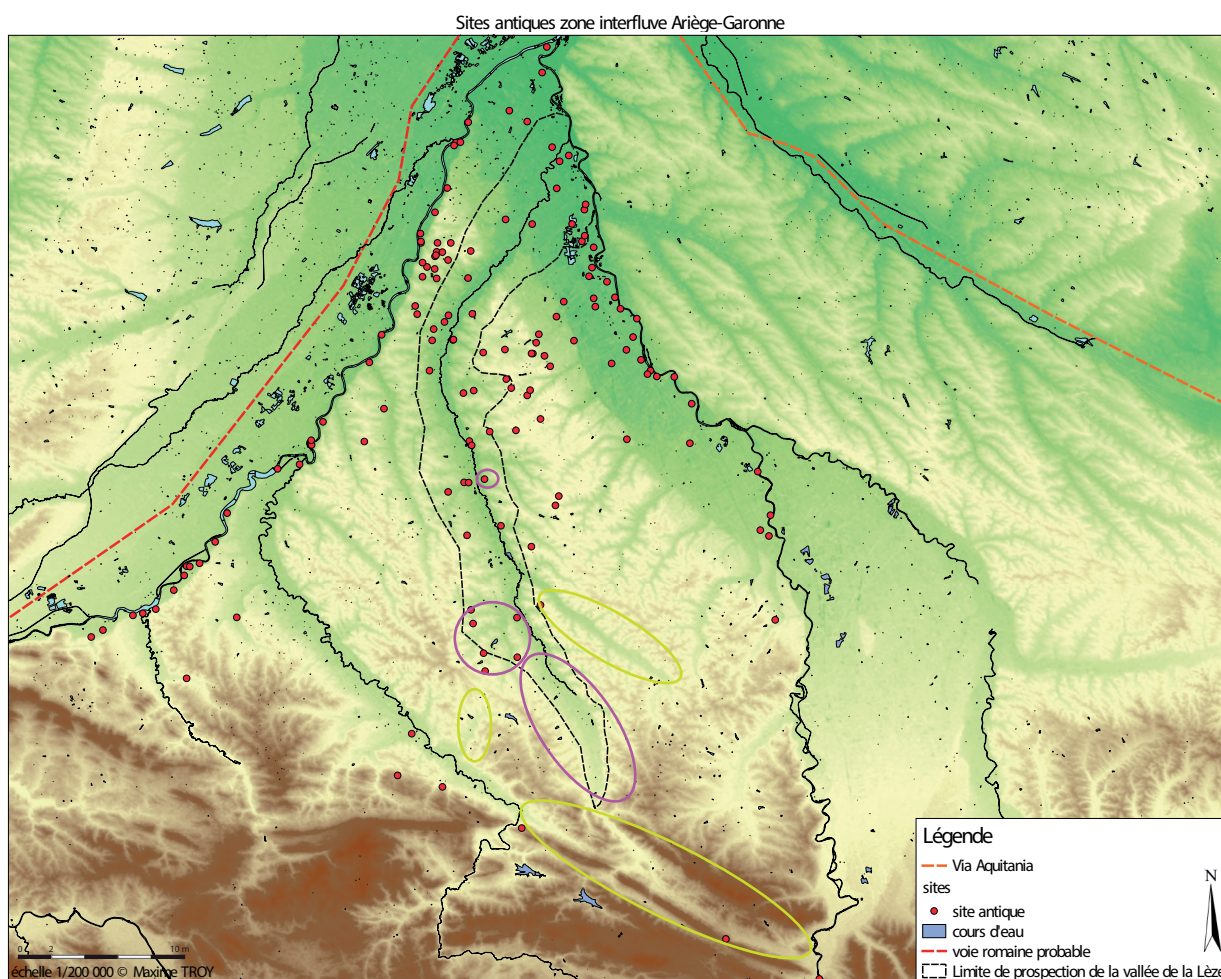 Sites antiques zone interfluve Ariège-Garonne
Légende
Via Aquitania
sites
site antique
cours d'eau
voie romaine probable
Limite de prospection de la vallée de la Lèz
N
0 2 10 m
échelle 1/200 000 © Maxime TROY